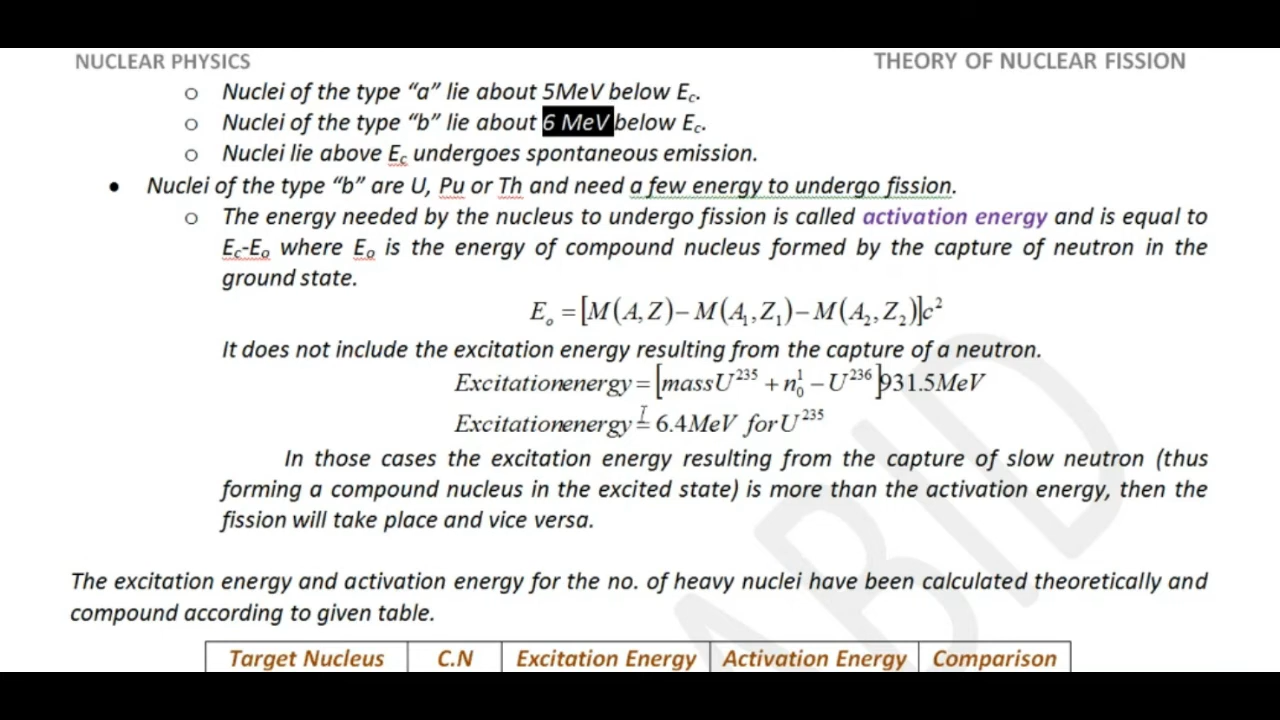 NUCLEAR PHYSICS THEORY OF NUCLEAR FISSION
o Nuclei of the type “a” lie about 5MeV below Ec.
o Nuclei of the type “b” lie about 6 MeV below Ec.
o Nuclei lie above Ec undergoes spontaneous emission.
• Nuclei of the type “b” are U, Pu or Th and need a few energy to undergo fission.
o The energy needed by the nucleus to undergo fission is called activation energy and is equal to
Ec-Eo where Eo is the energy of compound nucleus formed by the capture of neutron in the
ground state.
Eo = [M(A,Z)− M(A1,Z1)− M(A2,Z2)]c²
It does not include the excitation energy resulting from the capture of a neutron.
Excitationenergy = [massU²³⁵ + n¹₀ − U²³⁶]931.5MeV
Excitationenergy = 6.4MeV forU²³⁵
In those cases the excitation energy resulting from the capture of slow neutron (thus
forming a compound nucleus in the excited state) is more than the activation energy, then the
fission will take place and vice versa.
The excitation energy and activation energy for the no. of heavy nuclei have been calculated theoretically and
compound according to given table.
Target Nucleus C.N Excitation Energy Activation Energy Comparison
ABID